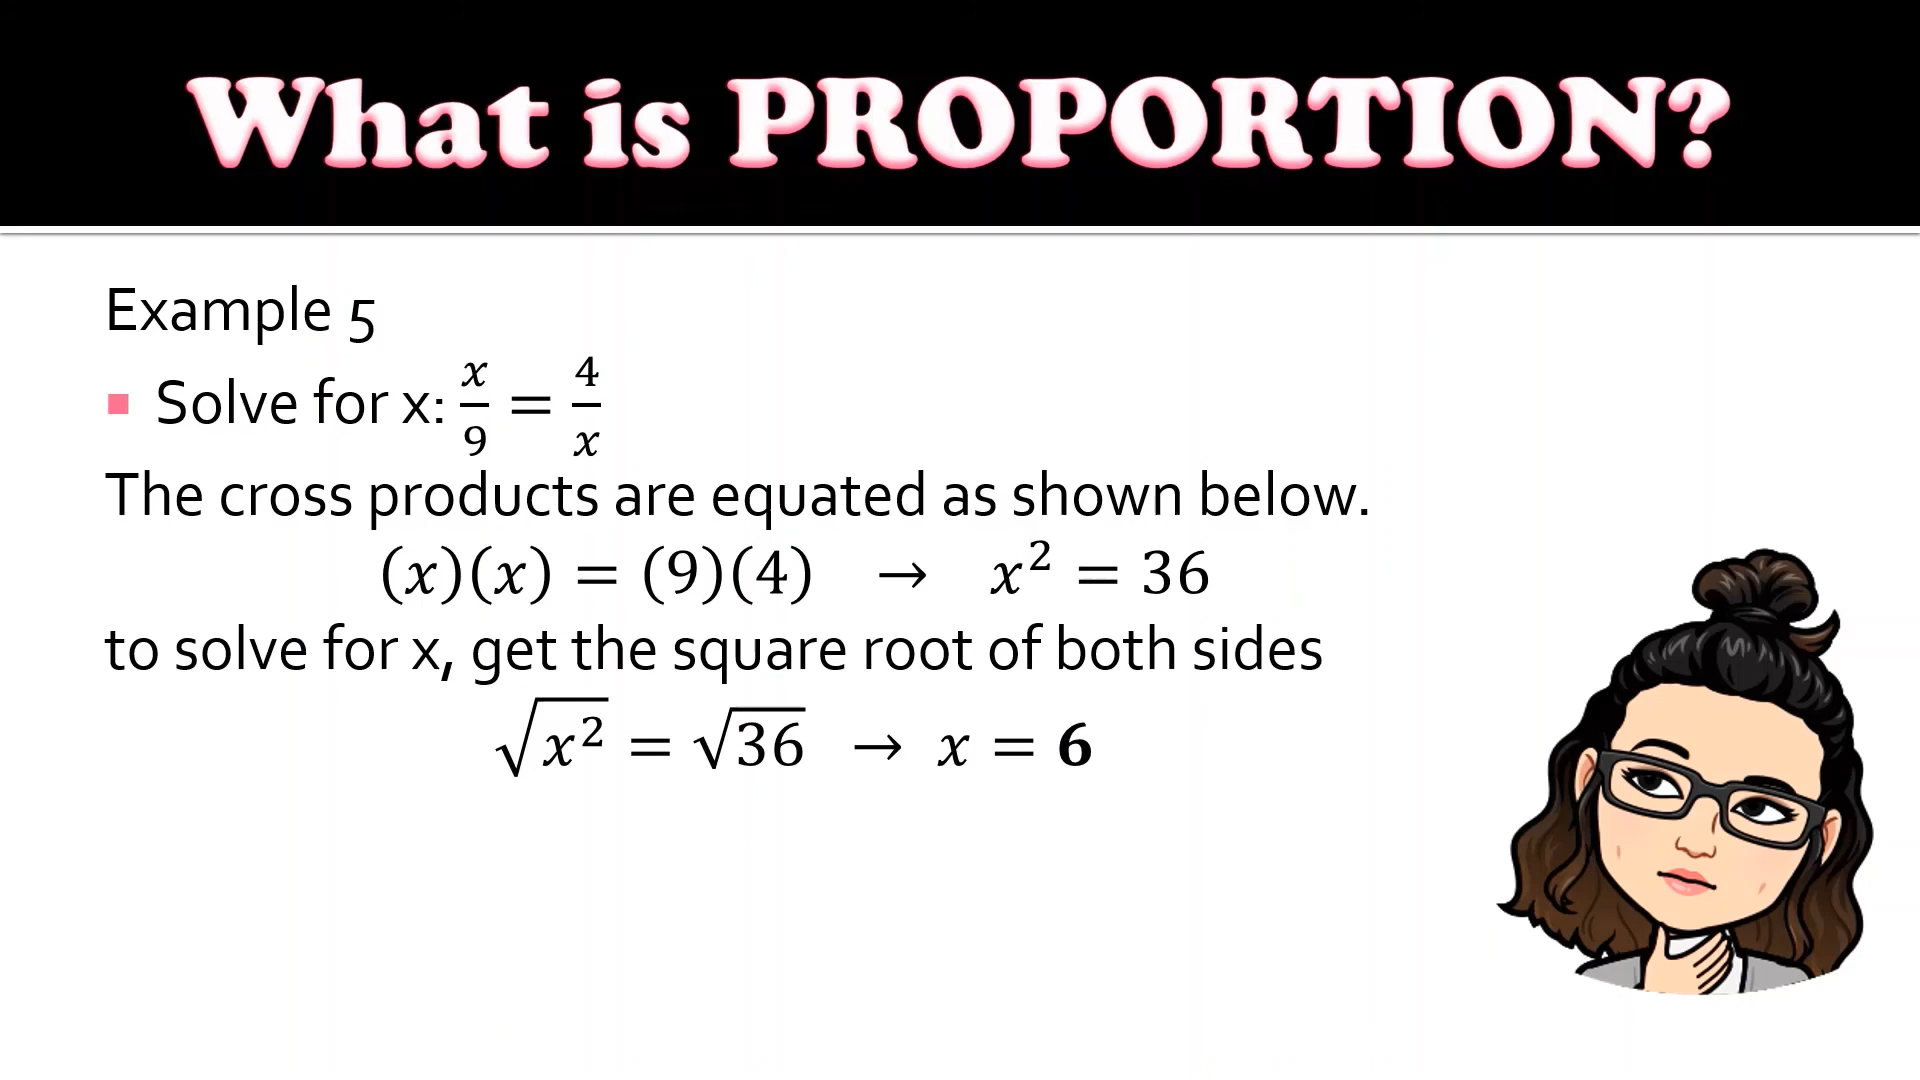 What is PROPORTION?
Example 5
▪ Solve for x: x/9 = 4/x
The cross products are equated as shown below.
(x)(x) = (9)(4) → x² = 36
to solve for x, get the square root of both sides
√x² = √36 → x = 6